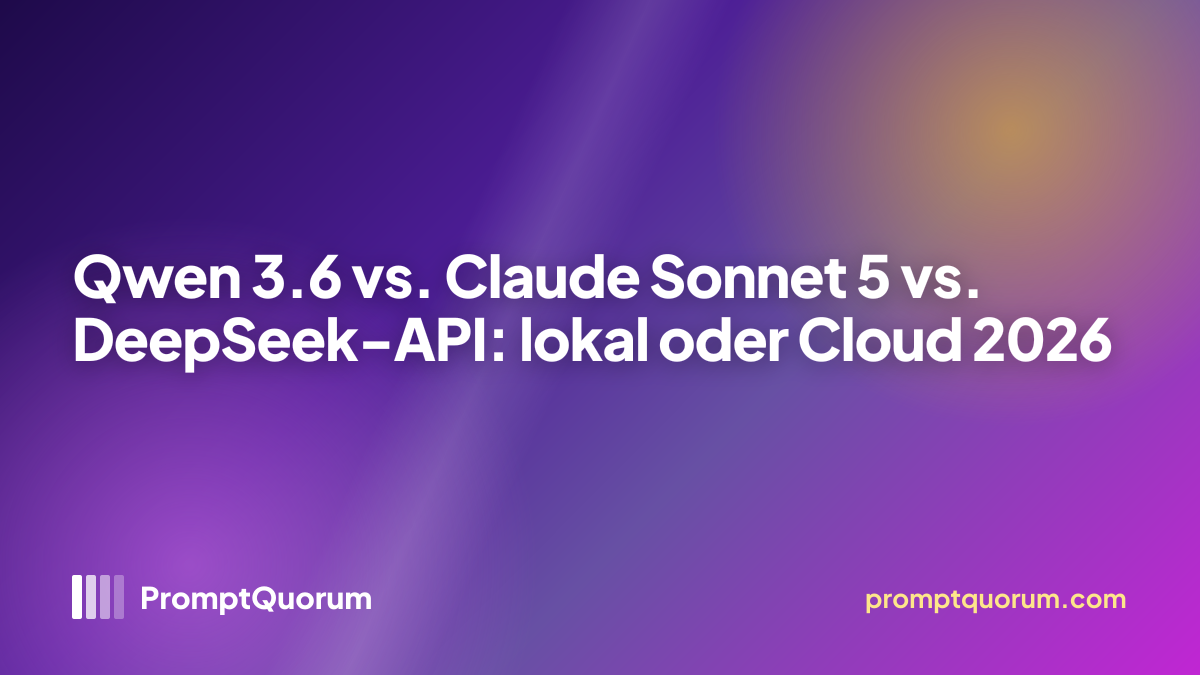 Qwen 3.6 vs. Claude Sonnet 5 vs.
DeepSeek-API: lokal oder Cloud 2026
PromptQuorum
promptquorum.com